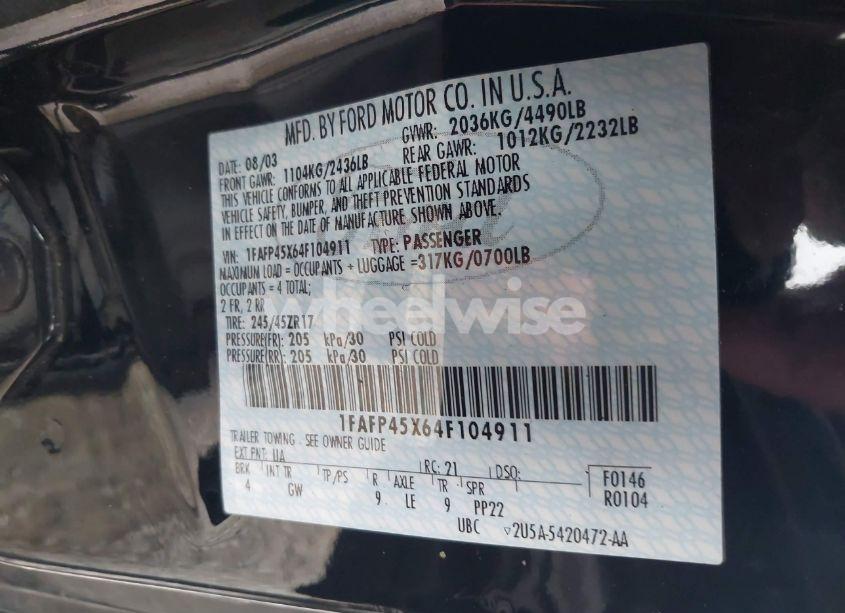 MFD. BY FORD MOTOR CO. IN U.S.A.
DATE: 08/03 GVWR: 2036KG/4490LB
FRONT GAWR: 1104KG/2436LB REAR GAWR: 1012KG/2232LB
THIS VEHICLE CONFORMS TO ALL APPLICABLE FEDERAL MOTOR
VEHICLE SAFETY, BUMPER, AND THEFT PREVENTION STANDARDS
IN EFFECT ON THE DATE OF MANUFACTURE SHOWN ABOVE.
VIN: 1FAFP45X64F104911 TYPE: PASSENGER
MAXIMUM LOAD = OCCUPANTS + LUGGAGE =317KG/0700LB
OCCUPANTS = 4 TOTAL;
2 FR, 2 RR
TIRE: 245/45ZR17
wheelwise
PRESSURE(FR): 205 kPa/30 PSI COLD
PRESSURE(RR): 205 kPa/30 PSI COLD
1FAFP45X64F104911
TRAILER TOWING - SEE OWNER GUIDE
EXT PNT: UA RC: 21 DSO: F0146
BRK INT TR TP/PS R AXLE TR SPR R0104
4 GW 9 LE 9 PP22
UBC ▽2U5A-5420472-AA